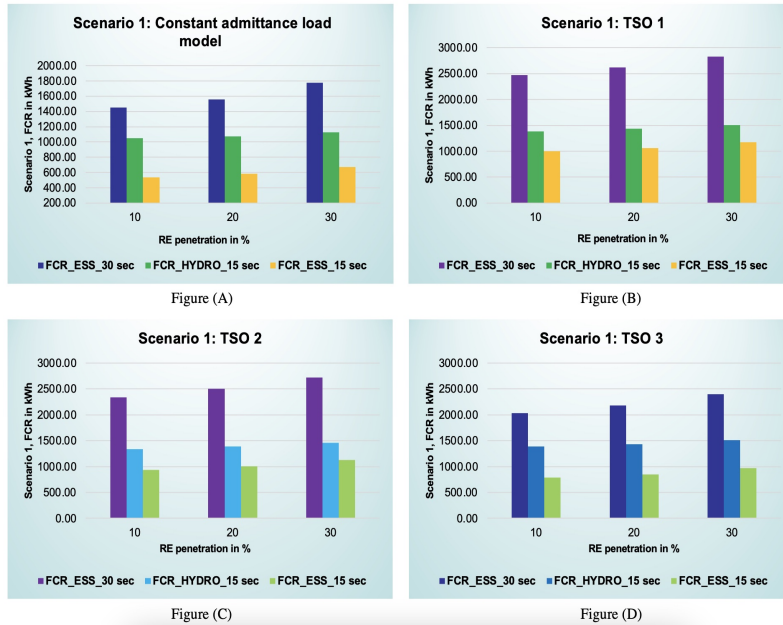 Scenario 1: Constant admittance load
model
Scenario 1, FCR in kWh
2000.00
1800.00
1600.00
1400.00
1200.00
1000.00
800.00
600.00
400.00
200.00
10
20
30
RE penetration in %
FCR_ESS_30 sec FCR_HYDRO_15 sec FCR_ESS_15 sec
Figure (A)
Scenario 1: TSO 1
Scenario 1, FCR in kWh
3000.00
2500.00
2000.00
1500.00
1000.00
500.00
0.00
10
20
30
RE penetration in %
FCR_ESS_30 sec FCR_HYDRO_15 sec FCR_ESS_15 sec
Figure (B)
Scenario 1: TSO 2
Scenario 1, FCR in kWh
3000.00
2500.00
2000.00
1500.00
1000.00
500.00
0.00
10
20
30
RE penetration in %
FCR_ESS_30 sec FCR_HYDRO_15 sec FCR_ESS_15 sec
Figure (C)
Scenario 1: TSO 3
Scenario 1, FCR in kWh
3000.00
2500.00
2000.00
1500.00
1000.00
500.00
0.00
10
20
30
RE penetration in %
FCR_ESS_30 sec FCR_HYDRO_15 sec FCR_ESS_15 sec
Figure (D)